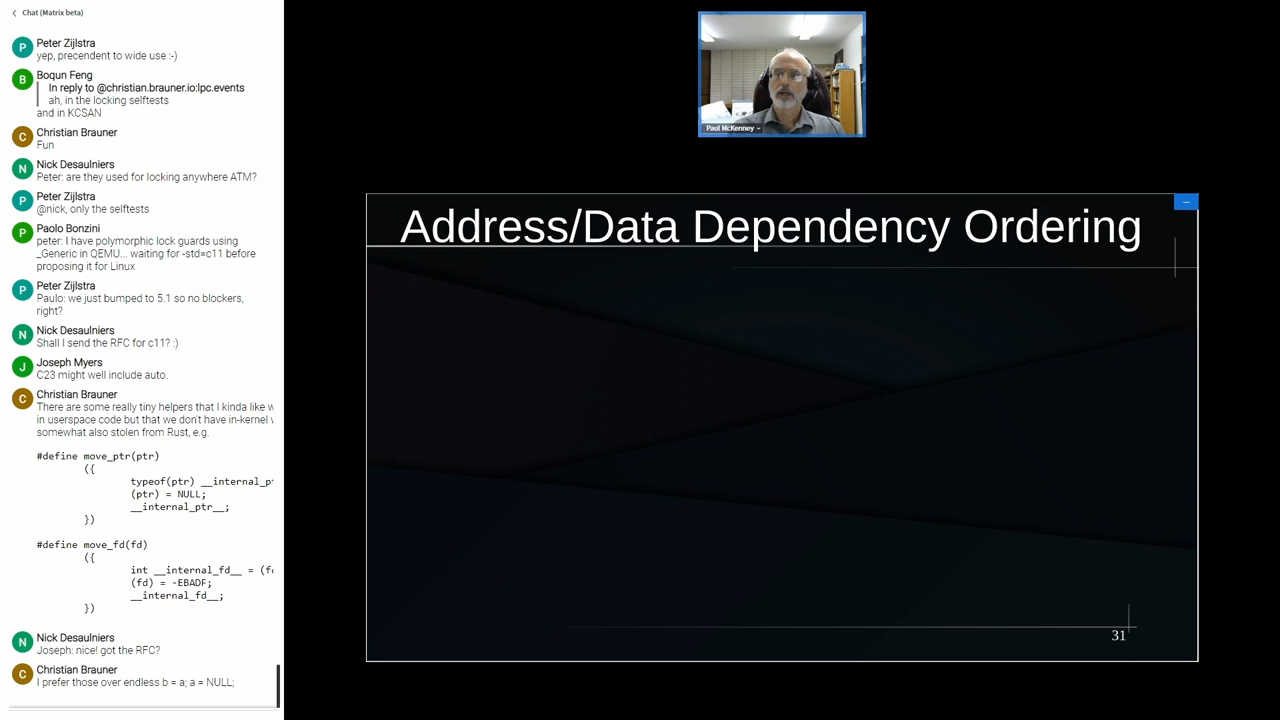 Chat (Matrix beta)
Peter Zijlstra
yep, precendent to wide use :-)
Boqun Feng
In reply to @christian.brauner.io:lpc.events
ah, in the locking selftests
and in KCSAN
Christian Brauner
Fun
Nick Desaulniers
Peter: are they used for locking anywhere ATM?
Peter Zijlstra
@nick, only the selftests
Paolo Bonzini
peter: I have polymorphic lock guards using
_Generic in QEMU... waiting for -std=c11 before
proposing it for Linux
Peter Zijlstra
Paulo: we just bumped to 5.1 so no blockers,
right?
Nick Desaulniers
Shall I send the RFC for c11? :)
Joseph Myers
C23 might well include auto.
Christian Brauner
There are some really tiny helpers that I kinda like
in userspace code but that we don't have in-kernel
somewhat also stolen from Rust, e.g.
#define move_ptr(ptr)
({
typeof(ptr)
(ptr) = NULL;
__internal_ptr__;
})
#define move_fd(fd)
({
int __internal_fd__ =
(fd) = -EBADF;
__internal_fd__;
})
Nick Desaulniers
Joseph: nice! got the RFC?
Christian Brauner
I prefer those over endless b = a; a = NULL;
Paul McKenney
Address/Data Dependency Ordering
31
P
B
C
N
P
P
P
N
J
C
N
C